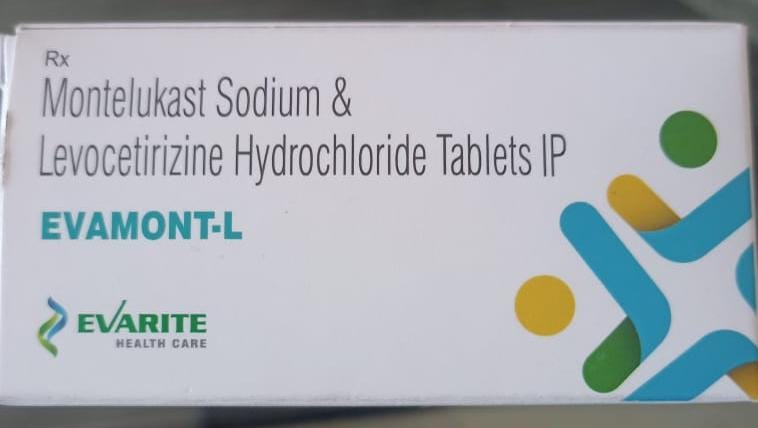 Rx
Montelukast Sodium &
Levocetirizine Hydrochloride Tablets IP
EVAMONT-L
EVARITE
HEALTH CARE